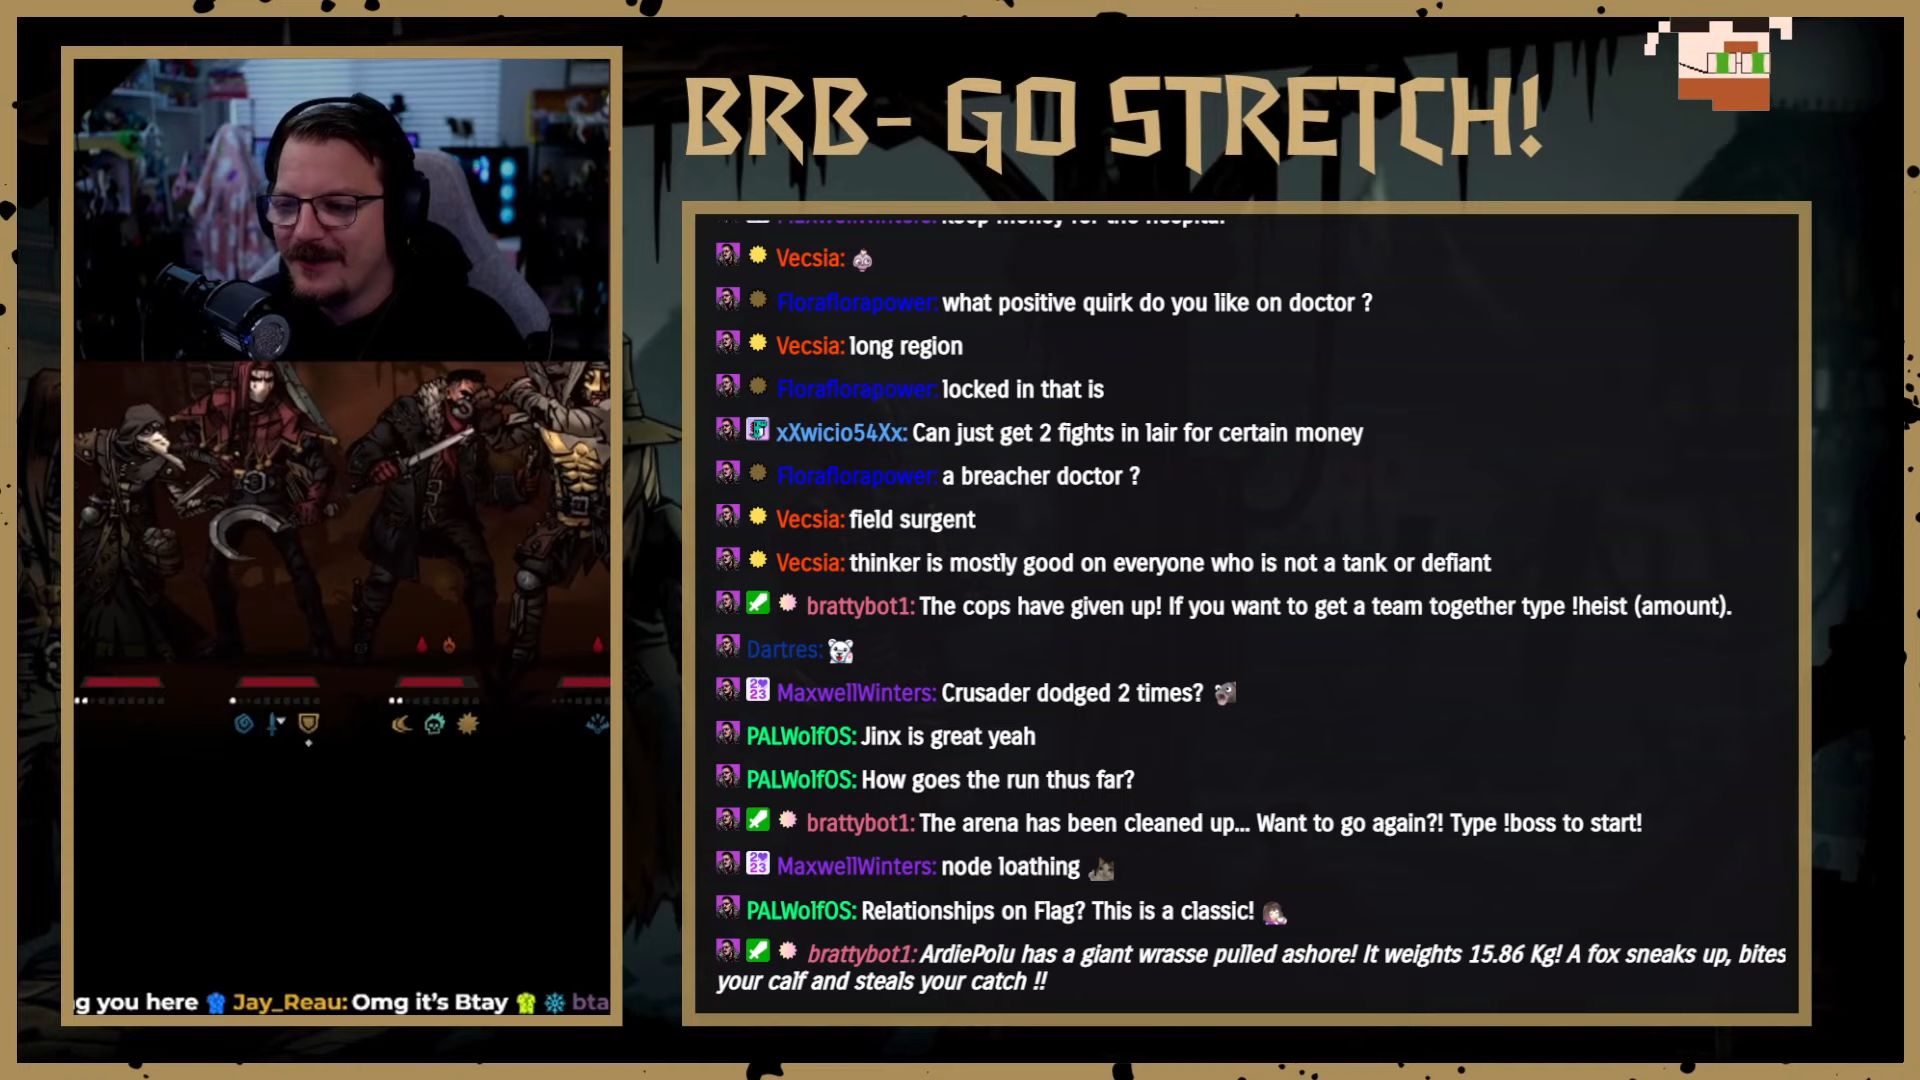 BRB- GO STRETCH!
MaxwellWinters: keep money for the hospital.
Vecsia:
Floraflorapower: what positive quirk do you like on doctor ?
Vecsia: long region
Floraflorapower: locked in that is
xXwicio54Xx: Can just get 2 fights in lair for certain money
Floraflorapower: a breacher doctor ?
Vecsia: field surgent
Vecsia: thinker is mostly good on everyone who is not a tank or defiant
brattybot1: The cops have given up! If you want to get a team together type !heist (amount).
Dartres:
MaxwellWinters: Crusader dodged 2 times?
PALWolfOS: Jinx is great yeah
PALWolfOS: How goes the run thus far?
brattybot1: The arena has been cleaned up... Want to go again?! Type !boss to start!
MaxwellWinters: node loathing
PALWolfOS: Relationships on Flag? This is a classic!
brattybot1: ArdiePolu has a giant wrasse pulled ashore! It weights 15.86 Kg! A fox sneaks up, bites
your calf and steals your catch !!
g you here Jay_Reau: Omg it's Btay bta